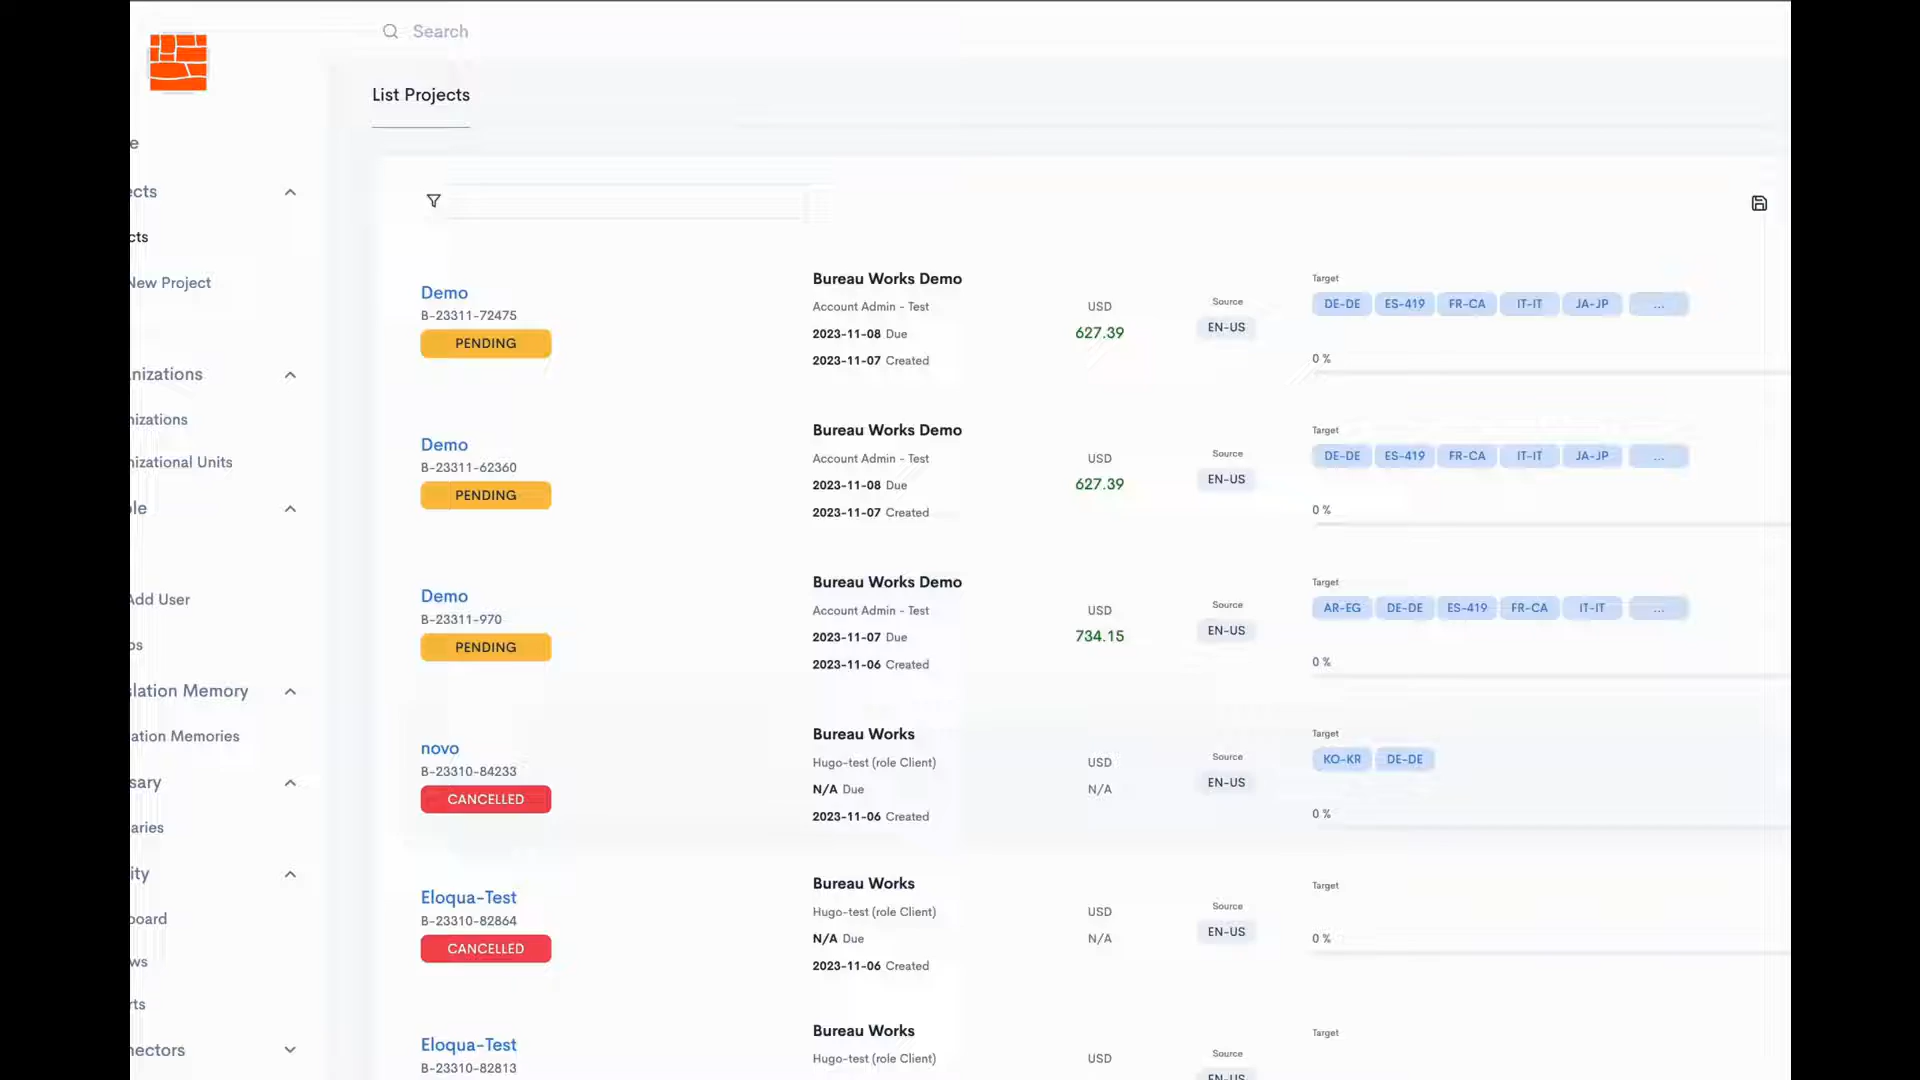 Search
List Projects
e
ects
cts
New Project
nizations
nizations
nizational Units
ole
Add User
os
slation Memory
ation Memories
sary
aries
ity
board
ws
rts
nectors
Demo
B-23311-72475
PENDING
Bureau Works Demo
Account Admin - Test
2023-11-08 Due
2023-11-07 Created
USD
627.39
Source
EN-US
Target
DE-DE ES-419 FR-CA IT-IT JA-JP ...
0 %
Demo
B-23311-62360
PENDING
Bureau Works Demo
Account Admin - Test
2023-11-08 Due
2023-11-07 Created
USD
627.39
Source
EN-US
Target
DE-DE ES-419 FR-CA IT-IT JA-JP ...
0 %
Demo
B-23311-970
PENDING
Bureau Works Demo
Account Admin - Test
2023-11-07 Due
2023-11-06 Created
USD
734.15
Source
EN-US
Target
AR-EG DE-DE ES-419 FR-CA IT-IT ...
0 %
novo
B-23310-84233
CANCELLED
Bureau Works
Hugo-test (role Client)
N/A Due
2023-11-06 Created
USD
N/A
Source
EN-US
Target
KO-KR DE-DE
0 %
Eloqua-Test
B-23310-82864
CANCELLED
Bureau Works
Hugo-test (role Client)
N/A Due
2023-11-06 Created
USD
N/A
Source
EN-US
Target
0 %
Eloqua-Test
B-23310-82813
Bureau Works
Hugo-test (role Client)
USD
Source
EN-US
Target